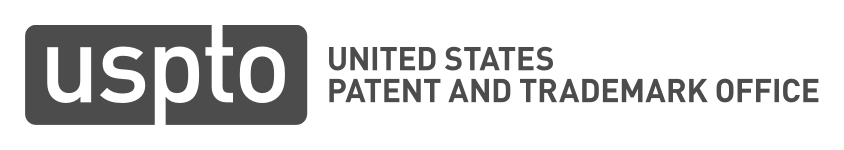 uspto
UNITED STATES
PATENT AND TRADEMARK OFFICE